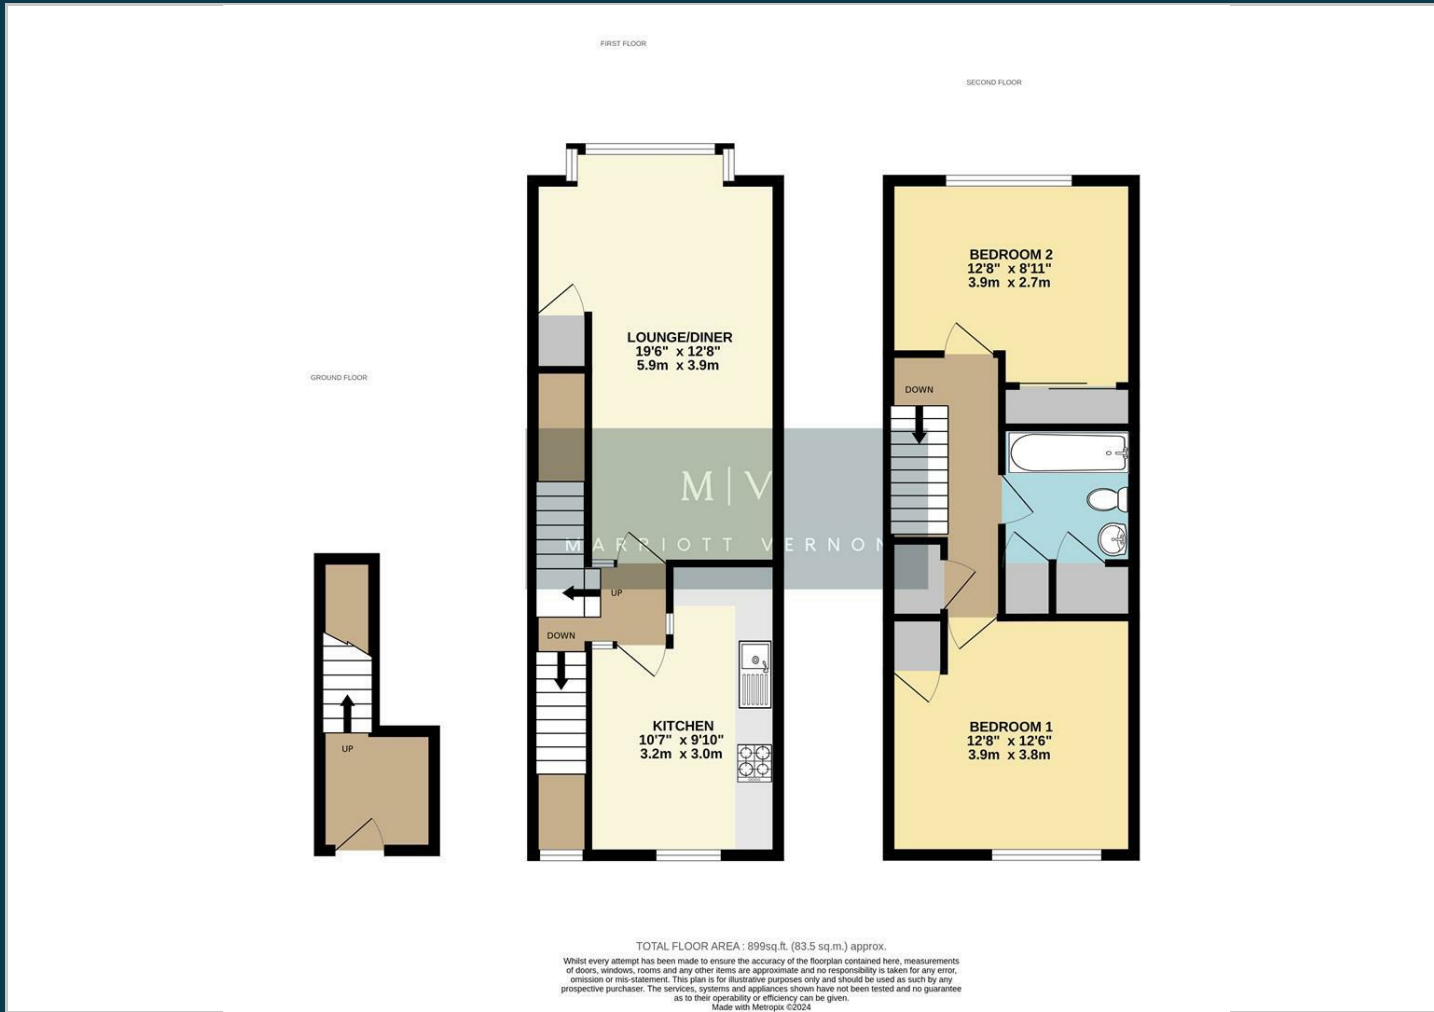 FIRST FLOOR
SECOND FLOOR
GROUND FLOOR
BEDROOM 2
12'8" x 8'11"
3.9m x 2.7m
LOUNGE/DINER
19'6" x 12'8"
5.9m x 3.9m
DOWN
M|V
MARRIOTT VERNON
UP
DOWN
KITCHEN
10'7" x 9'10"
3.2m x 3.0m
BEDROOM 1
12'8" x 12'6"
3.9m x 3.8m
UP
TOTAL FLOOR AREA : 899sq.ft. (83.5 sq.m.) approx.
Whilst every attempt has been made to ensure the accuracy of the floorplan contained here, measurements
of doors, windows, rooms and any other items are approximate and no responsibility is taken for any error,
omission or mis-statement. This plan is for illustrative purposes only and should be used as such by any
prospective purchaser. The services, systems and appliances shown have not been tested and no guarantee
as to their operability or efficiency can be given.
Made with Metropix ©2024